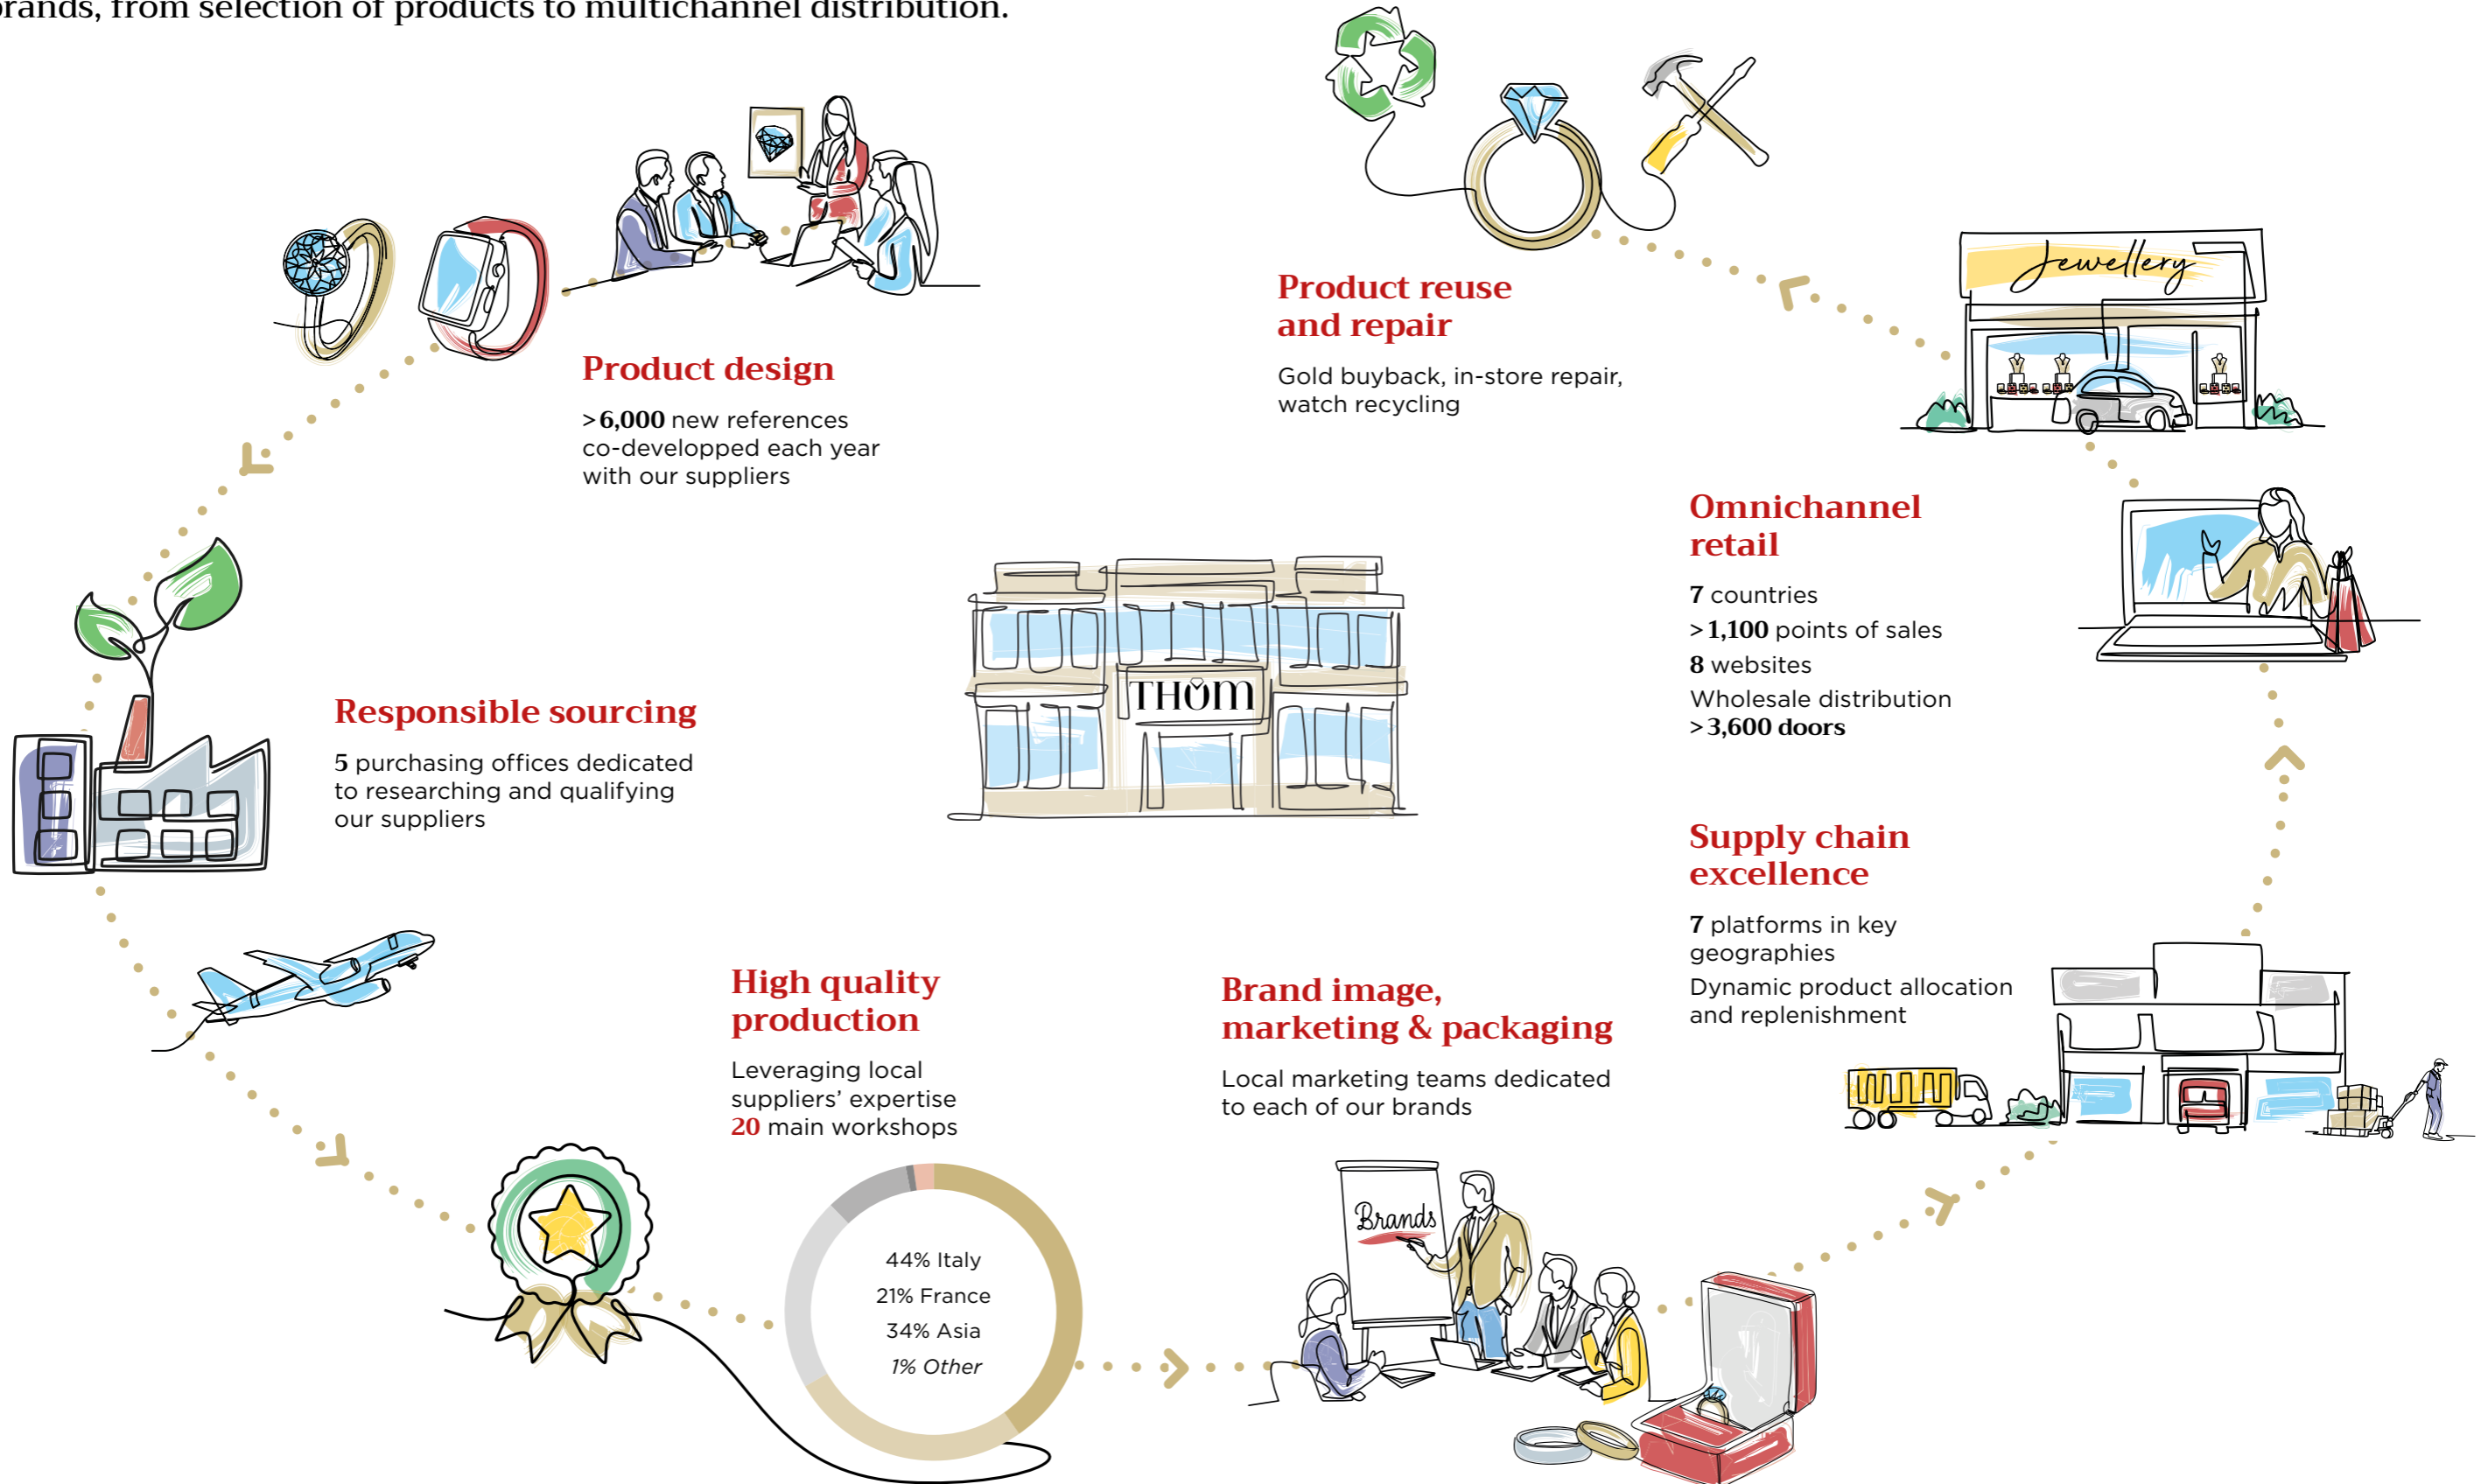 brands, from selection of products to multichannel distribution.
Product design
>6,000 new references
co-developped each year
with our suppliers
Responsible sourcing
5 purchasing offices dedicated
to researching and qualifying
our suppliers
High quality
production
Leveraging local
suppliers’ expertise
20 main workshops
44% Italy
21% France
34% Asia
1% Other
Brand image,
marketing & packaging
Local marketing teams dedicated
to each of our brands
Brands
Supply chain
excellence
7 platforms in key
geographies
Dynamic product allocation
and replenishment
Omnichannel
retail
7 countries
>1,100 points of sales
8 websites
Wholesale distribution
>3,600 doors
Jewellery
Product reuse
and repair
Gold buyback, in-store repair,
watch recycling
THOM